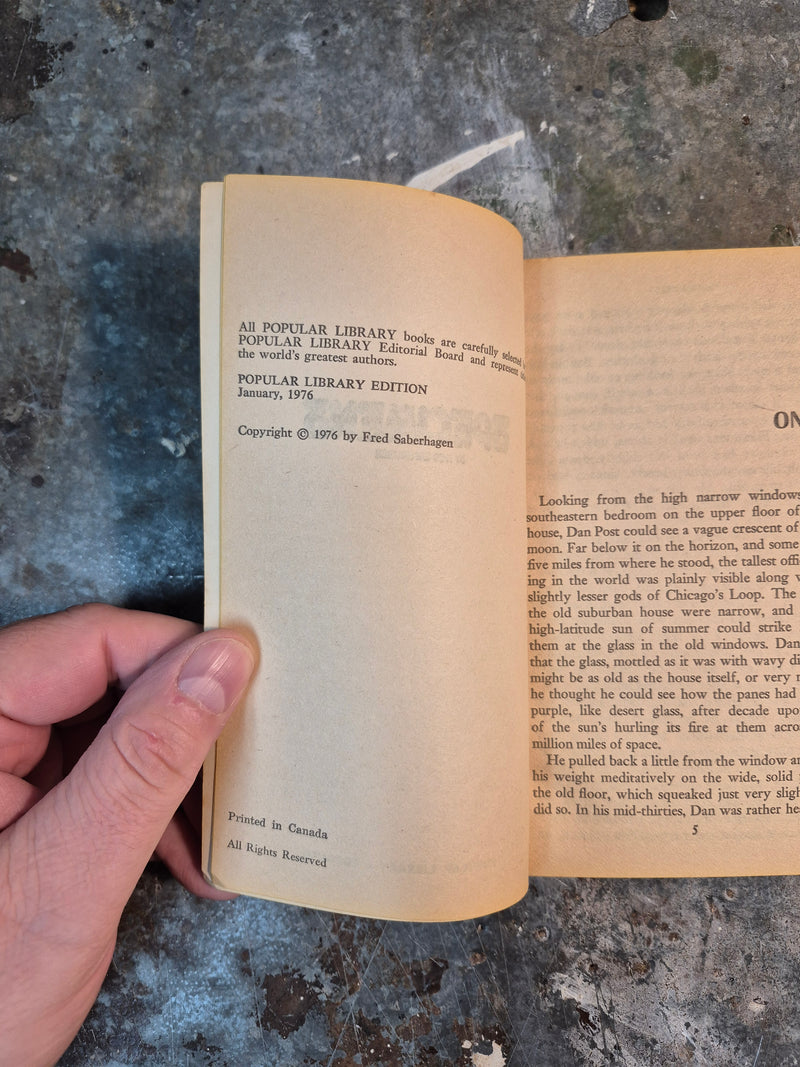 All POPULAR LIBRARY books are carefully selected
POPULAR LIBRARY Editorial Board and represent
the world's greatest authors.
POPULAR LIBRARY EDITION
January, 1976
Copyright © 1976 by Fred Saberhagen
Printed in Canada
All Rights Reserved
ON
Looking from the high narrow windows
southeastern bedroom on the upper floor of
house, Dan Post could see a vague crescent of
moon. Far below it on the horizon, and some
five miles from where he stood, the tallest offi
ing in the world was plainly visible along
slightly lesser gods of Chicago's Loop. The
the old suburban house were narrow, and
high-latitude sun of summer could strike
them at the glass in the old windows. Dan
that the glass, mottled as it was with wavy di
might be as old as the house itself, or very
he thought he could see how the panes had
purple, like desert glass, after decade upo
of the sun's hurling its fire at them acro
million miles of space.
He pulled back a little from the window
his weight meditatively on the wide, solid
the old floor, which squeaked just very sligh
did so. In his mid-thirties, Dan was rather he
5